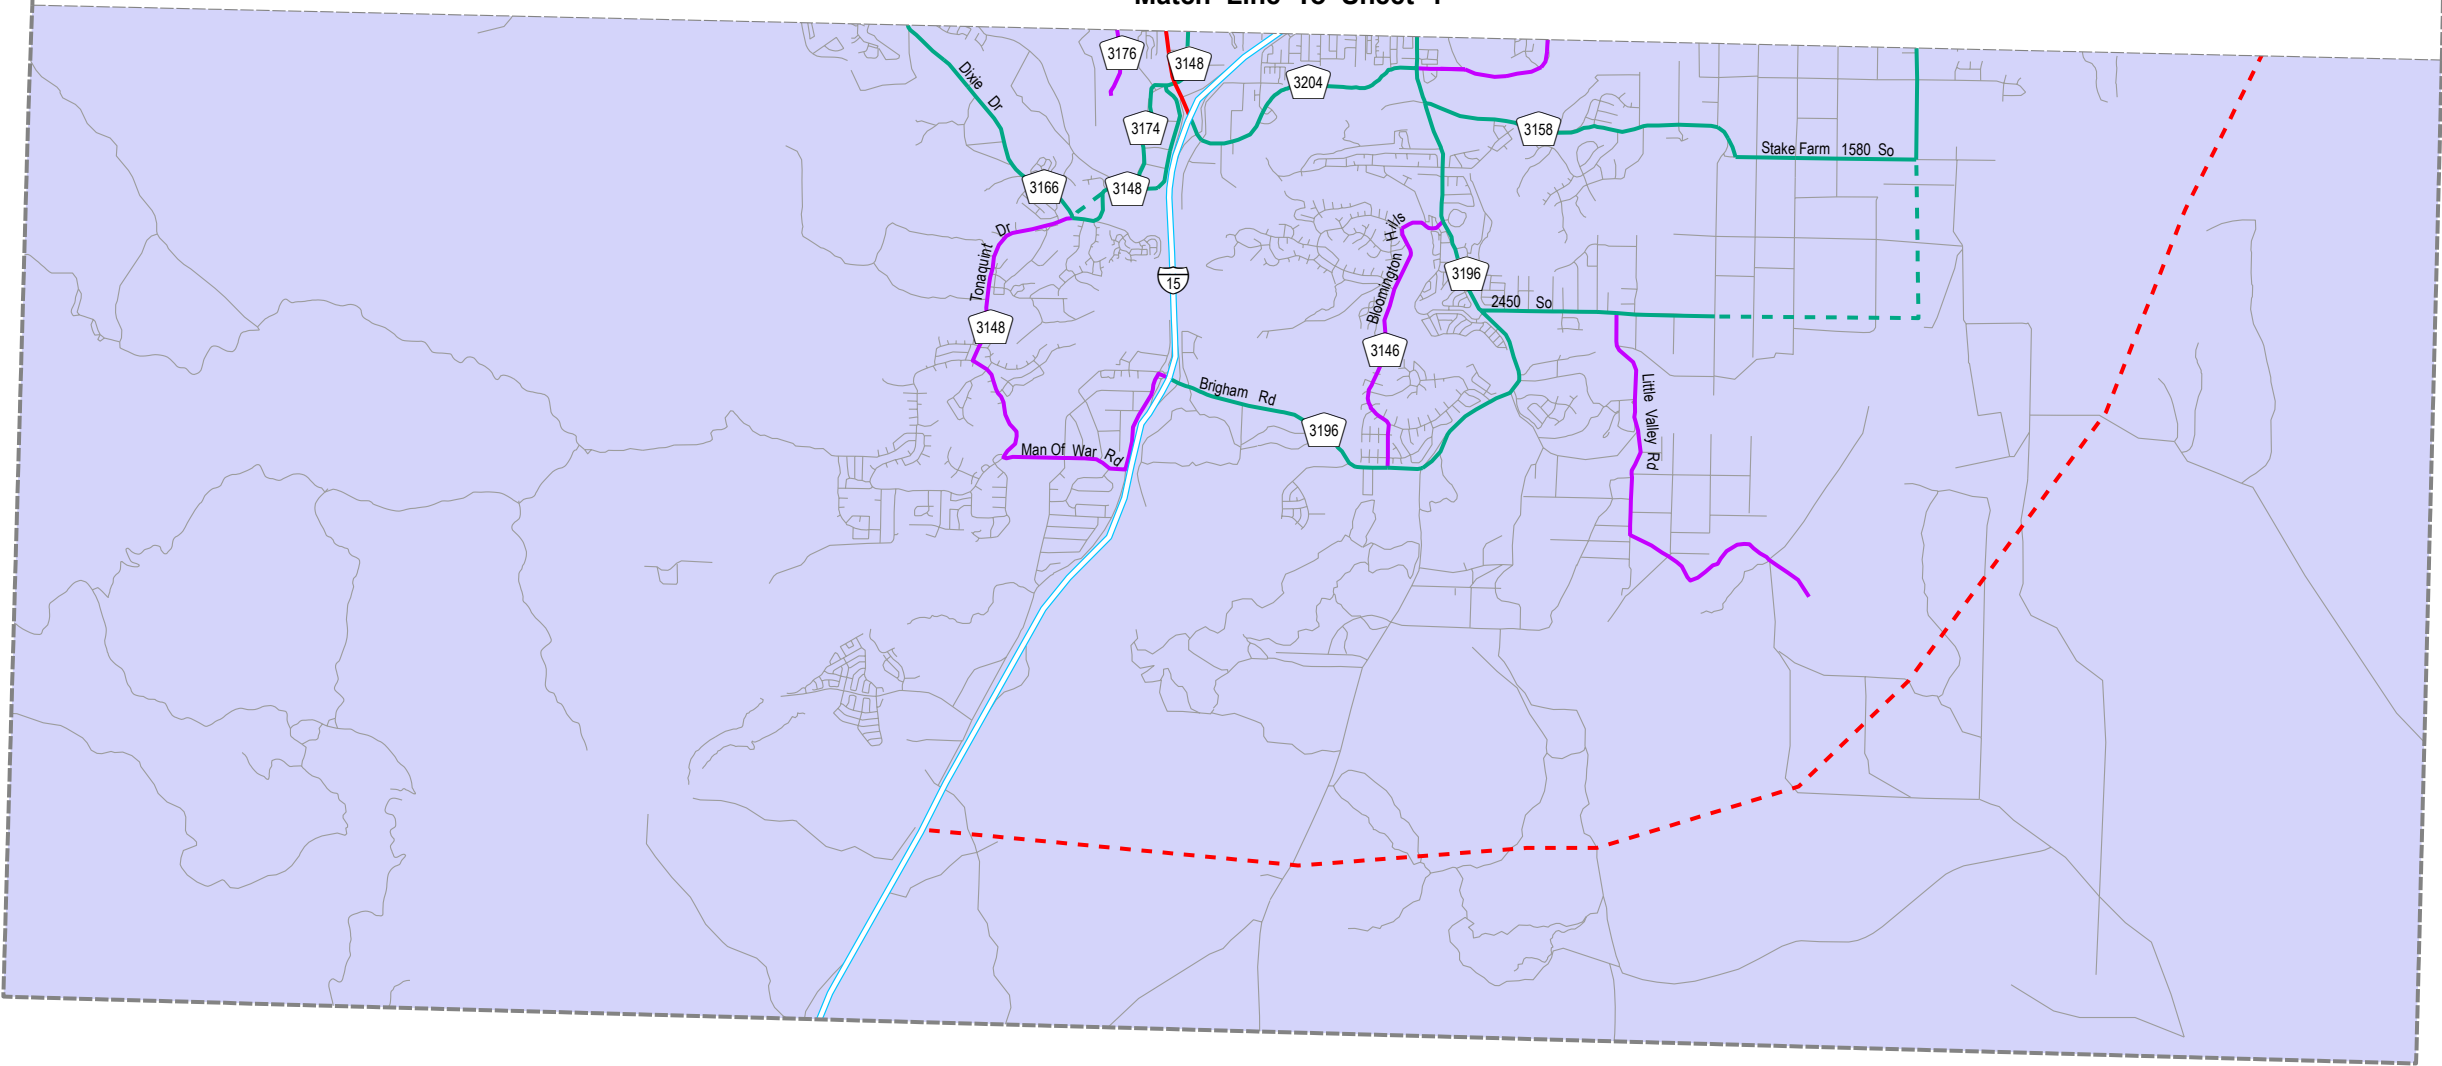 3176
3148
3204
Dixie Dr
3174
3158
Stake Farm 1580 So
3166
3148
Tonaquint Dr
Bloomington Hills
15
3196
2450 So
3148
3146
Brigham Rd
Little Valley Rd
3196
Man Of War Rd